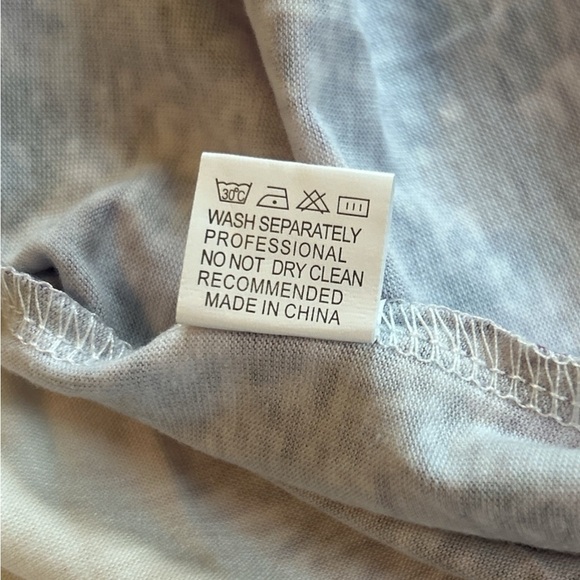 30°C
WASH SEPARATELY
PROFESSIONAL
NO NOT DRY CLEAN
RECOMMENDED
MADE IN CHINA